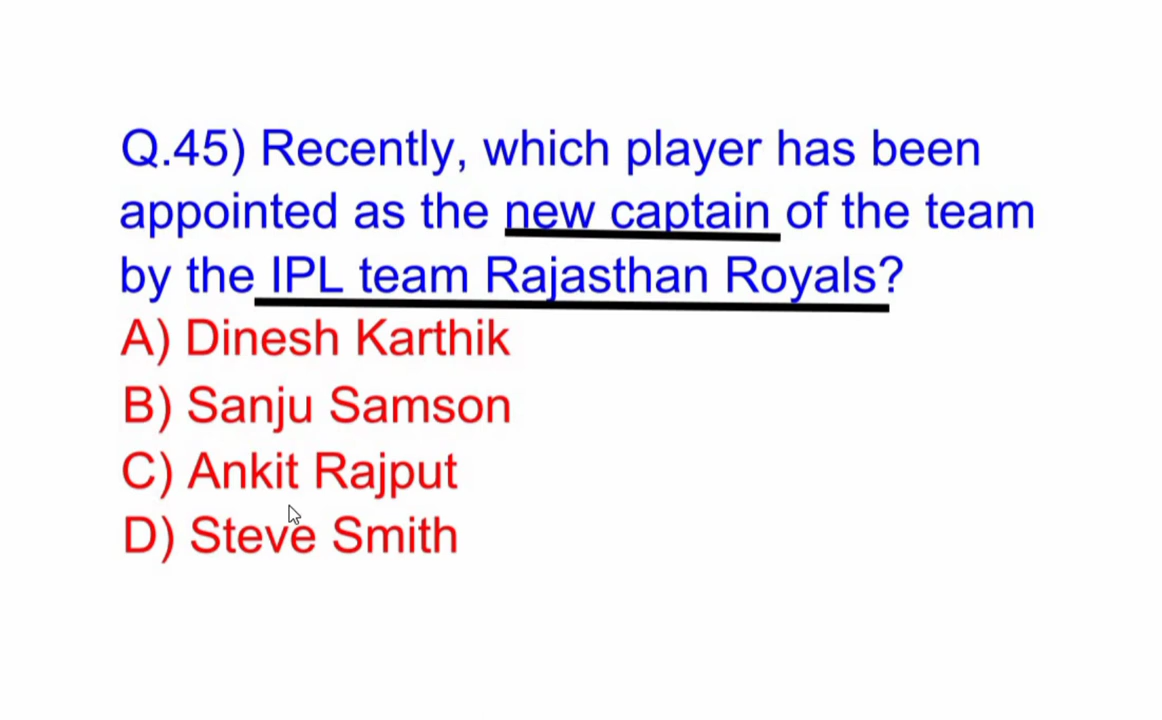 Q.45) Recently, which player has been
appointed as the new captain of the team
by the IPL team Rajasthan Royals?
A) Dinesh Karthik
B) Sanju Samson
C) Ankit Rajput
D) Steve Smith